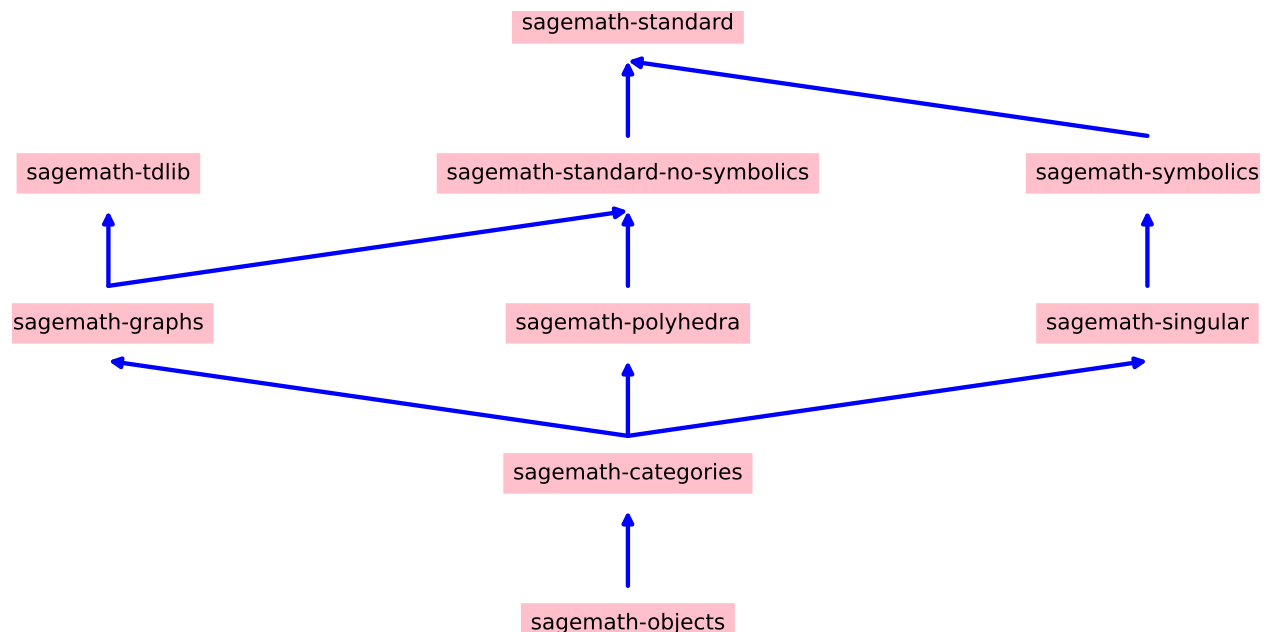 sagemath-standard
sagemath-tdlib
sagemath-standard-no-symbolics
sagemath-symbolics
sagemath-graphs
sagemath-polyhedra
sagemath-singular
sagemath-categories
sagemath-objects